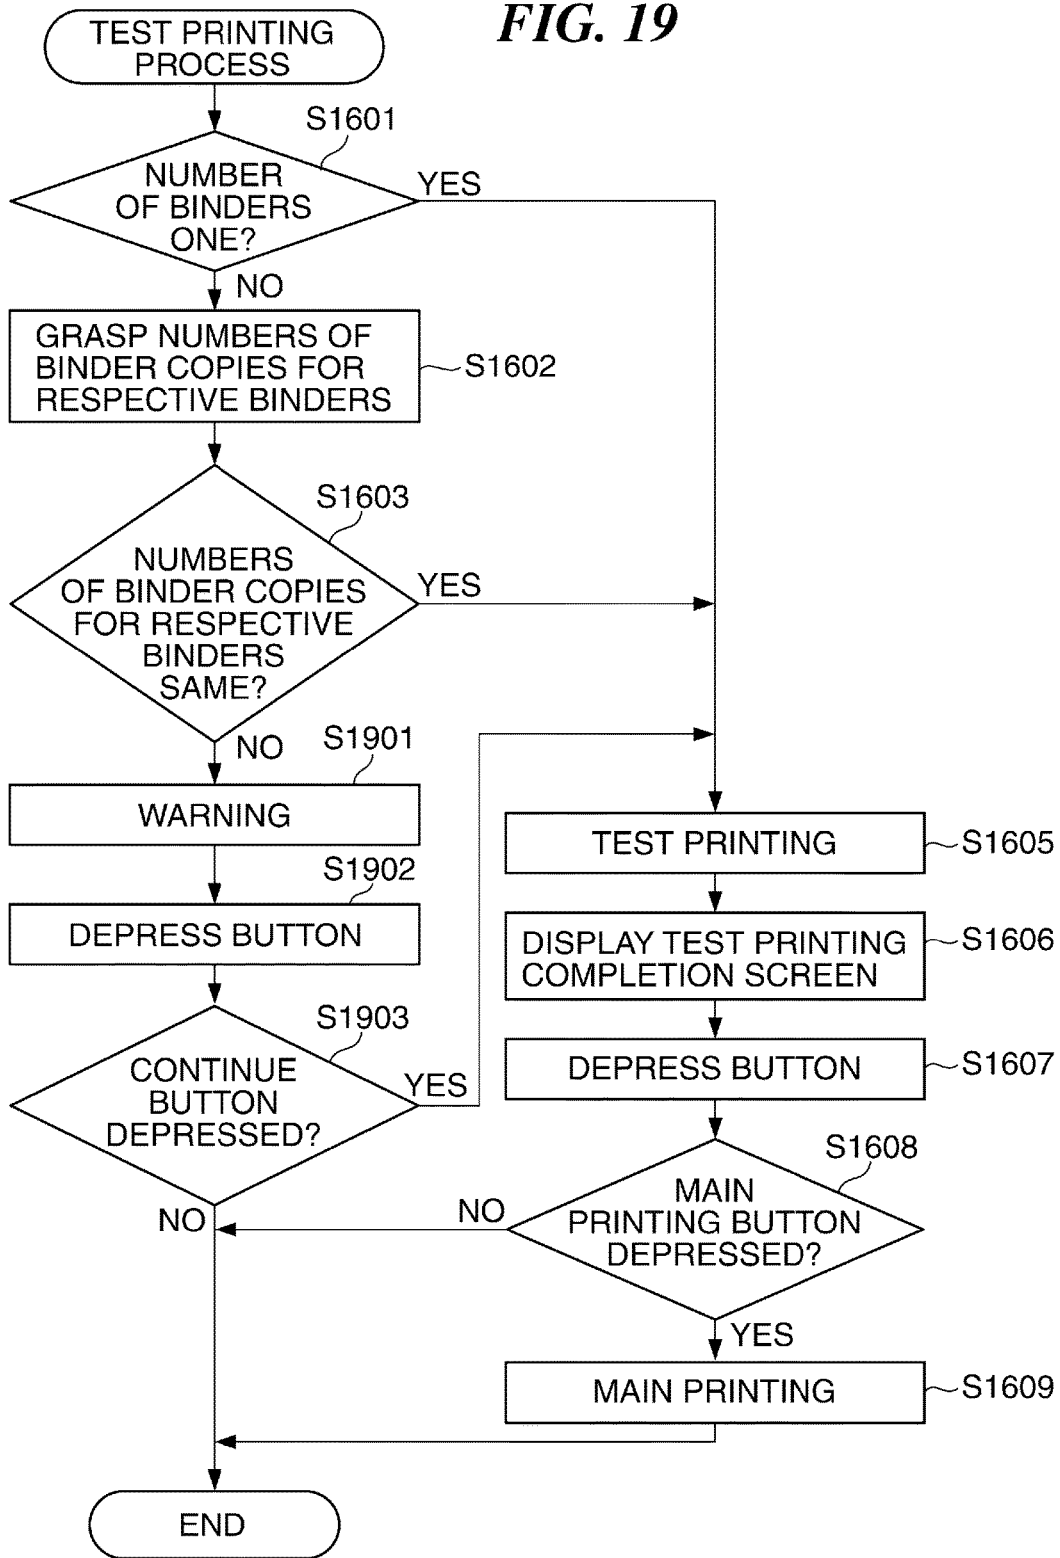 FIG. 19
TEST PRINTING
PROCESS
S1601
NUMBER
OF BINDERS
ONE?
YES
NO
GRASP NUMBERS OF
BINDER COPIES FOR
RESPECTIVE BINDERS
S1602
S1603
NUMBERS
OF BINDER COPIES
FOR RESPECTIVE
BINDERS
SAME?
YES
NO
S1901
WARNING
S1902
DEPRESS BUTTON
S1903
CONTINUE
BUTTON
DEPRESSED?
YES
NO
TEST PRINTING
S1605
DISPLAY TEST PRINTING
COMPLETION SCREEN
S1606
DEPRESS BUTTON
S1607
S1608
MAIN
PRINTING BUTTON
DEPRESSED?
NO
YES
MAIN PRINTING
S1609
END